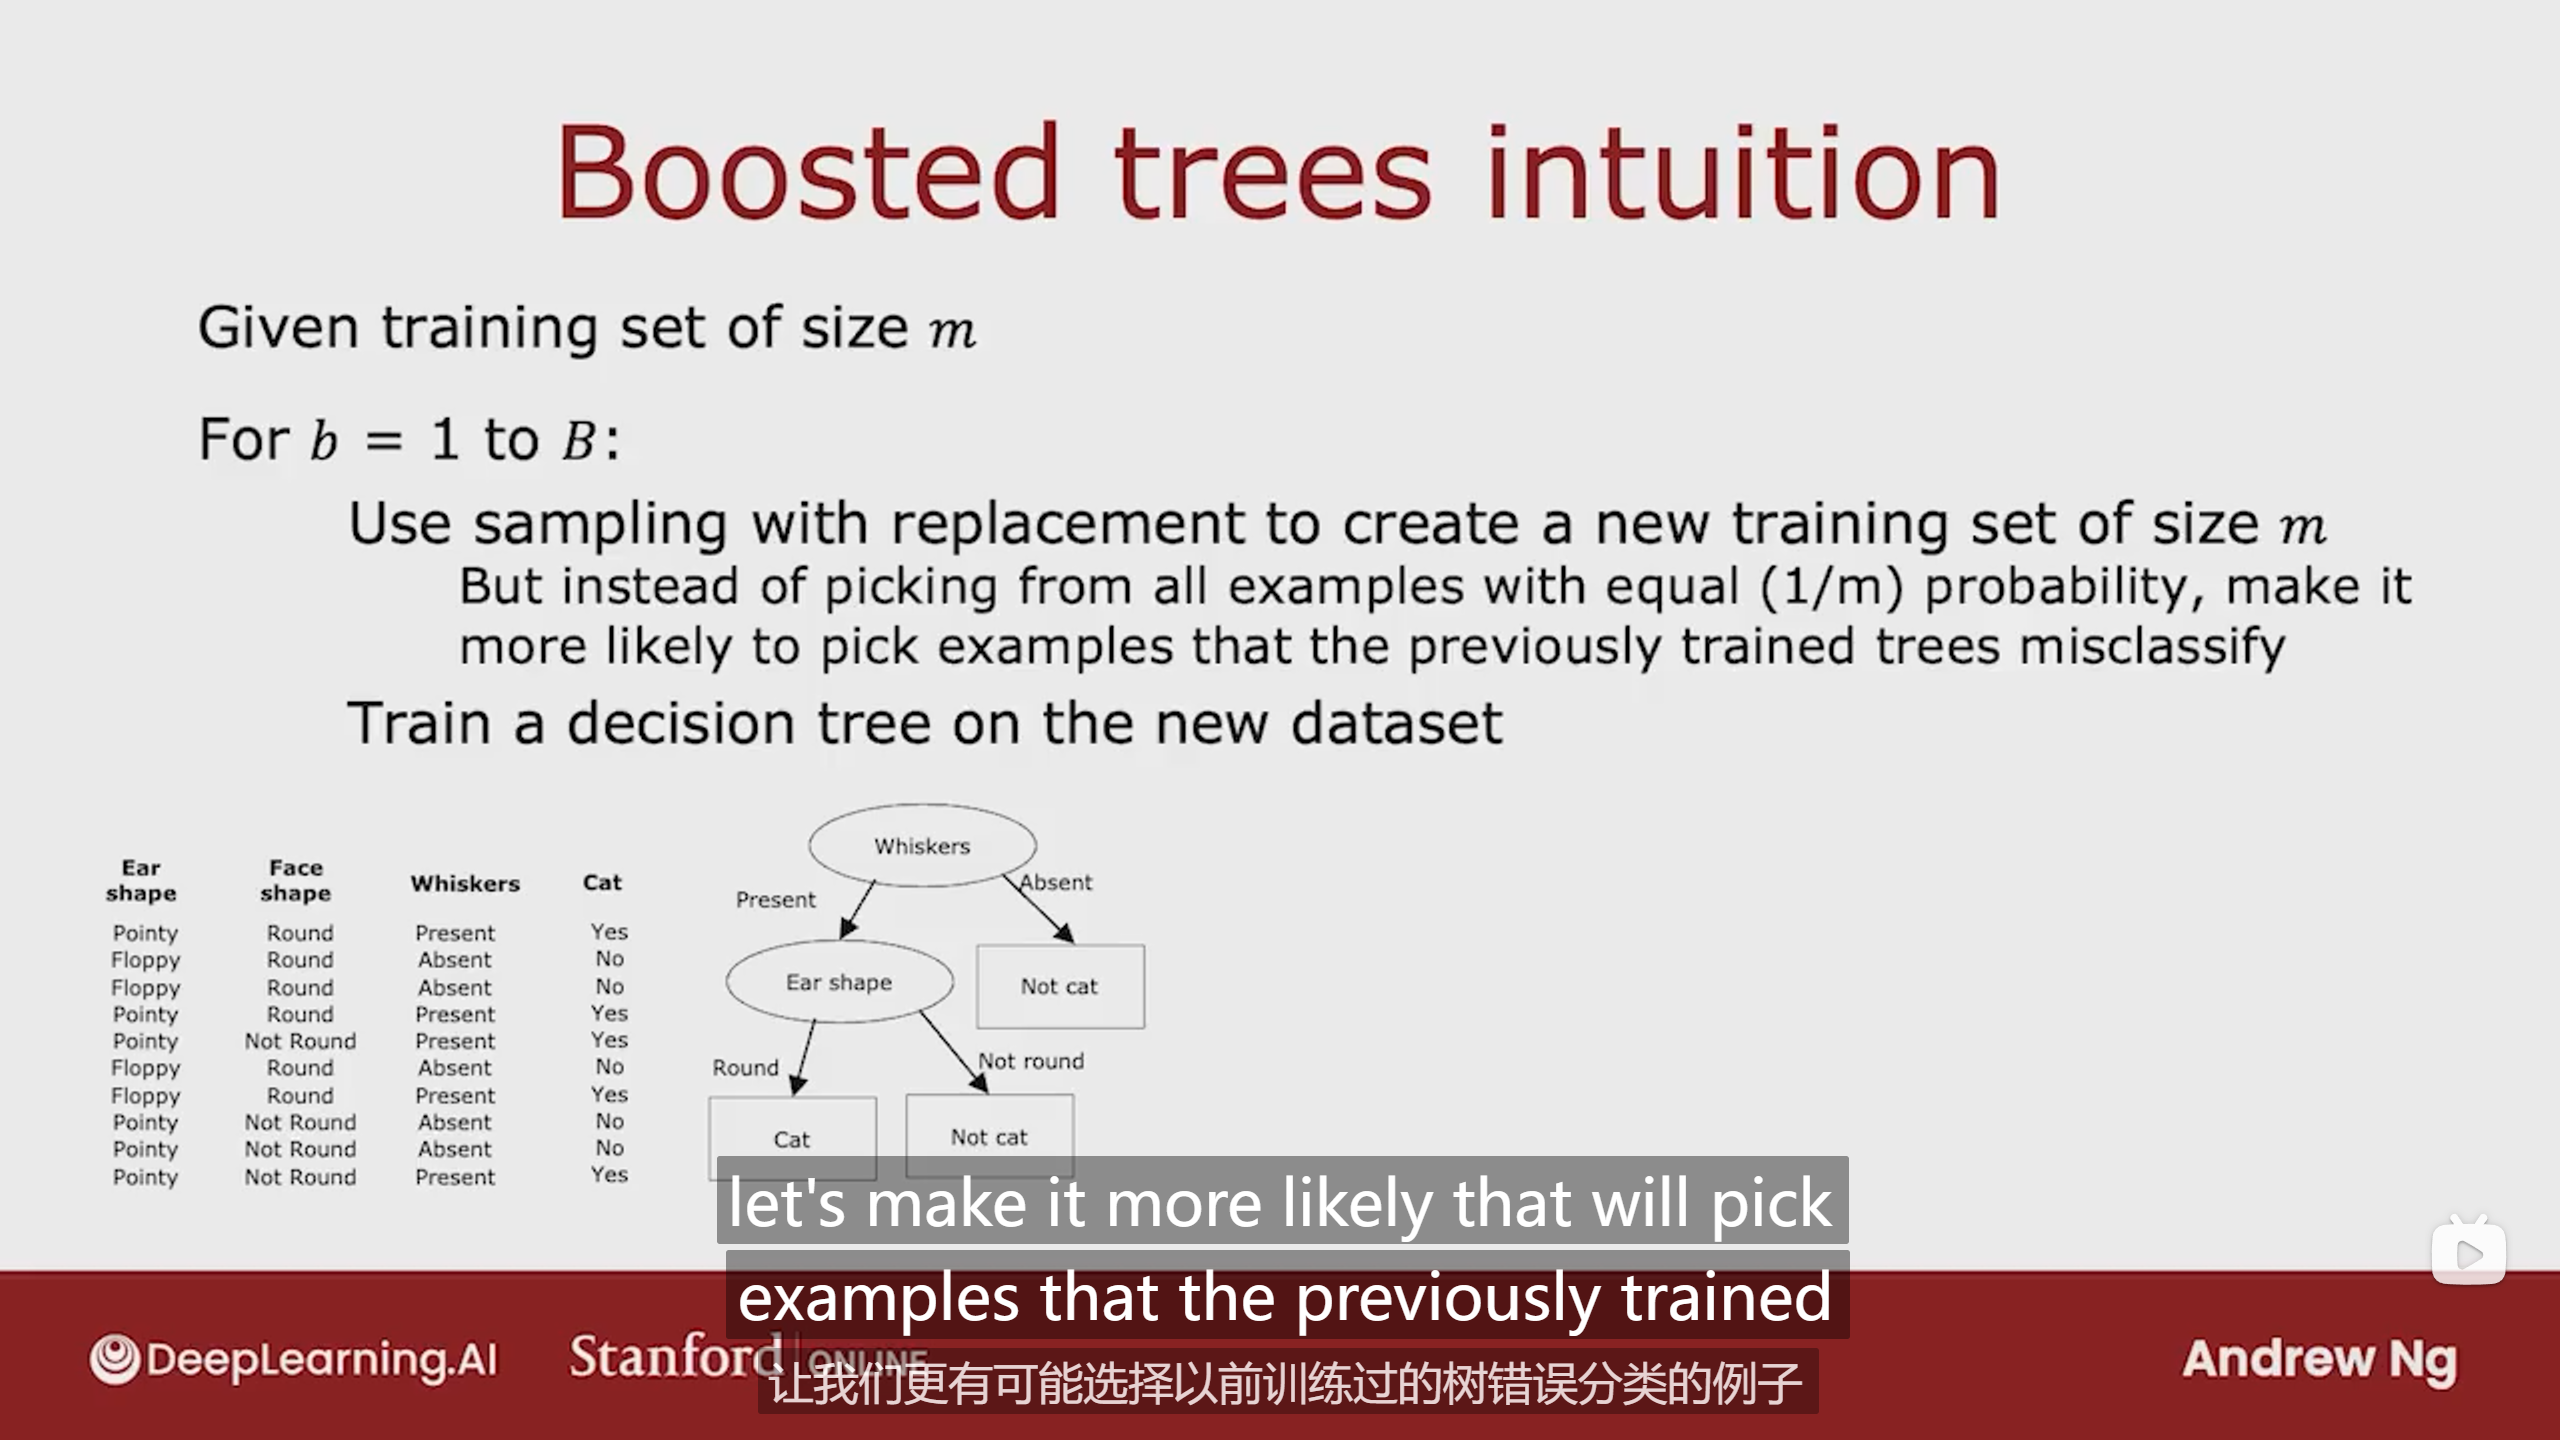 Boosted trees intuition
Given training set of size m
For b = 1 to B:
Use sampling with replacement to create a new training set of size m
But instead of picking from all examples with equal (1/m) probability, make it
more likely to pick examples that the previously trained trees misclassify
Train a decision tree on the new dataset
Ear shape Face shape Whiskers Cat
Pointy Round Present Yes
Floppy Round Absent No
Floppy Round Absent No
Pointy Round Present Yes
Pointy Not Round Present Yes
Floppy Round Absent No
Floppy Round Present Yes
Pointy Not Round Absent No
Pointy Not Round Absent No
Pointy Not Round Present Yes
Whiskers
Present
Absent
Ear shape
Not cat
Round
Not round
Cat
Not cat
let's make it more likely that will pick
examples that the previously trained
让我们更有可能选择以前训练过的树错误分类的例子
DeepLearning.AI
Stanford ONLINE
Andrew Ng